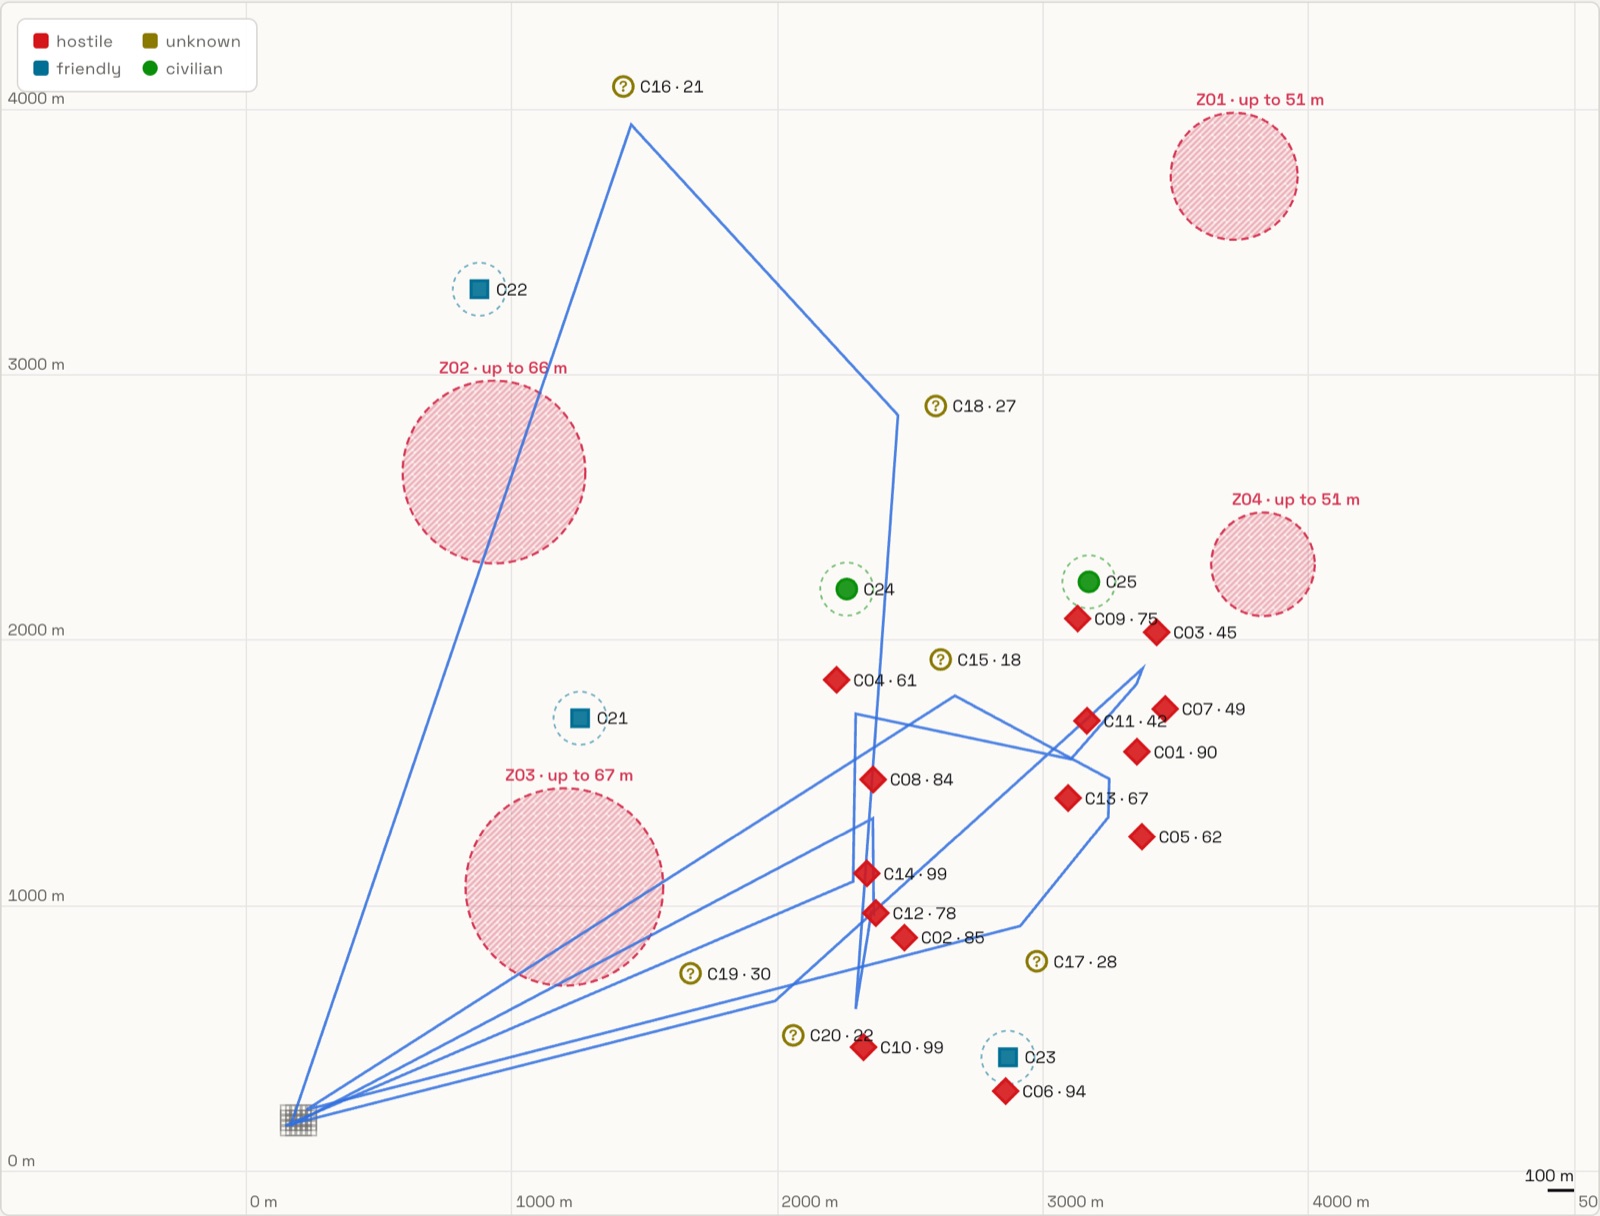 hostile
unknown
friendly
civilian
4000 m
? C16 · 21
Z01 · up to 51 m
C22
3000 m
Z02 · up to 66 m
? C18 · 27
Z04 · up to 51 m
C24
C25
2000 m
C09 · 75
C03 · 45
? C15 · 18
C04 · 61
C21
C07 · 49
C11 · 42
C01 · 90
Z03 · up to 67 m
C08 · 84
C13 · 67
C05 · 62
C14 · 99
1000 m
C12 · 78
C02 · 85
? C19 · 30
? C17 · 28
? C20 · 22
C10 · 99
C23
C06 · 94
0 m
100 m
0 m
1000 m
2000 m
3000 m
4000 m
50